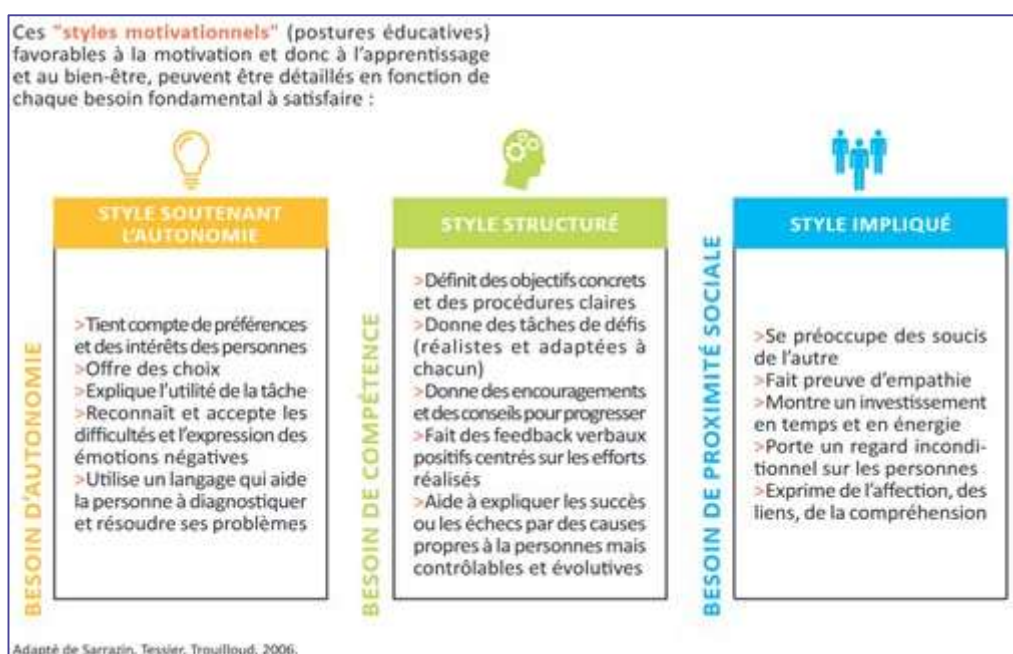 Ces "styles motivationnels" (postures éducatives)
favorables à la motivation et donc à l'apprentissage
et au bien-être, peuvent être détaillés en fonction de
chaque besoin fondamental à satisfaire :
BESOIN D'AUTONOMIE
STYLE SOUTENANT
L'AUTONOMIE
>Tient compte de préférences
et des intérêts des personnes
>Offre des choix
>Explique l'utilité de la tâche
>Reconnaît et accepte les
difficultés et l'expression des
émotions négatives
>Utilise un langage qui aide
la personne à diagnostiquer
et résoudre ses problèmes
BESOIN DE COMPÉTENCE
STYLE STRUCTURÉ
>Définit des objectifs concrets
et des procédures claires
>Donne des tâches de défis
(réalistes et adaptées à
chacun)
>Donne des encouragements
et des conseils pour progresser
>Fait des feedback verbaux
positifs centrés sur les efforts
réalisés
>Aide à expliquer les succès
ou les échecs par des causes
propres à la personnes mais
contrôlables et évolutives
BESOIN DE PROXIMITÉ SOCIALE
STYLE IMPLIQUÉ
>Se préoccupe des soucis
de l'autre
>Fait preuve d'empathie
>Montre un investissement
en temps et en énergie
>Porte un regard incondi-
tionnel sur les personnes
>Exprime de l'affection, des
liens, de la compréhension
Adapté de Sarrazin, Tessier, Trouilloud, 2006.